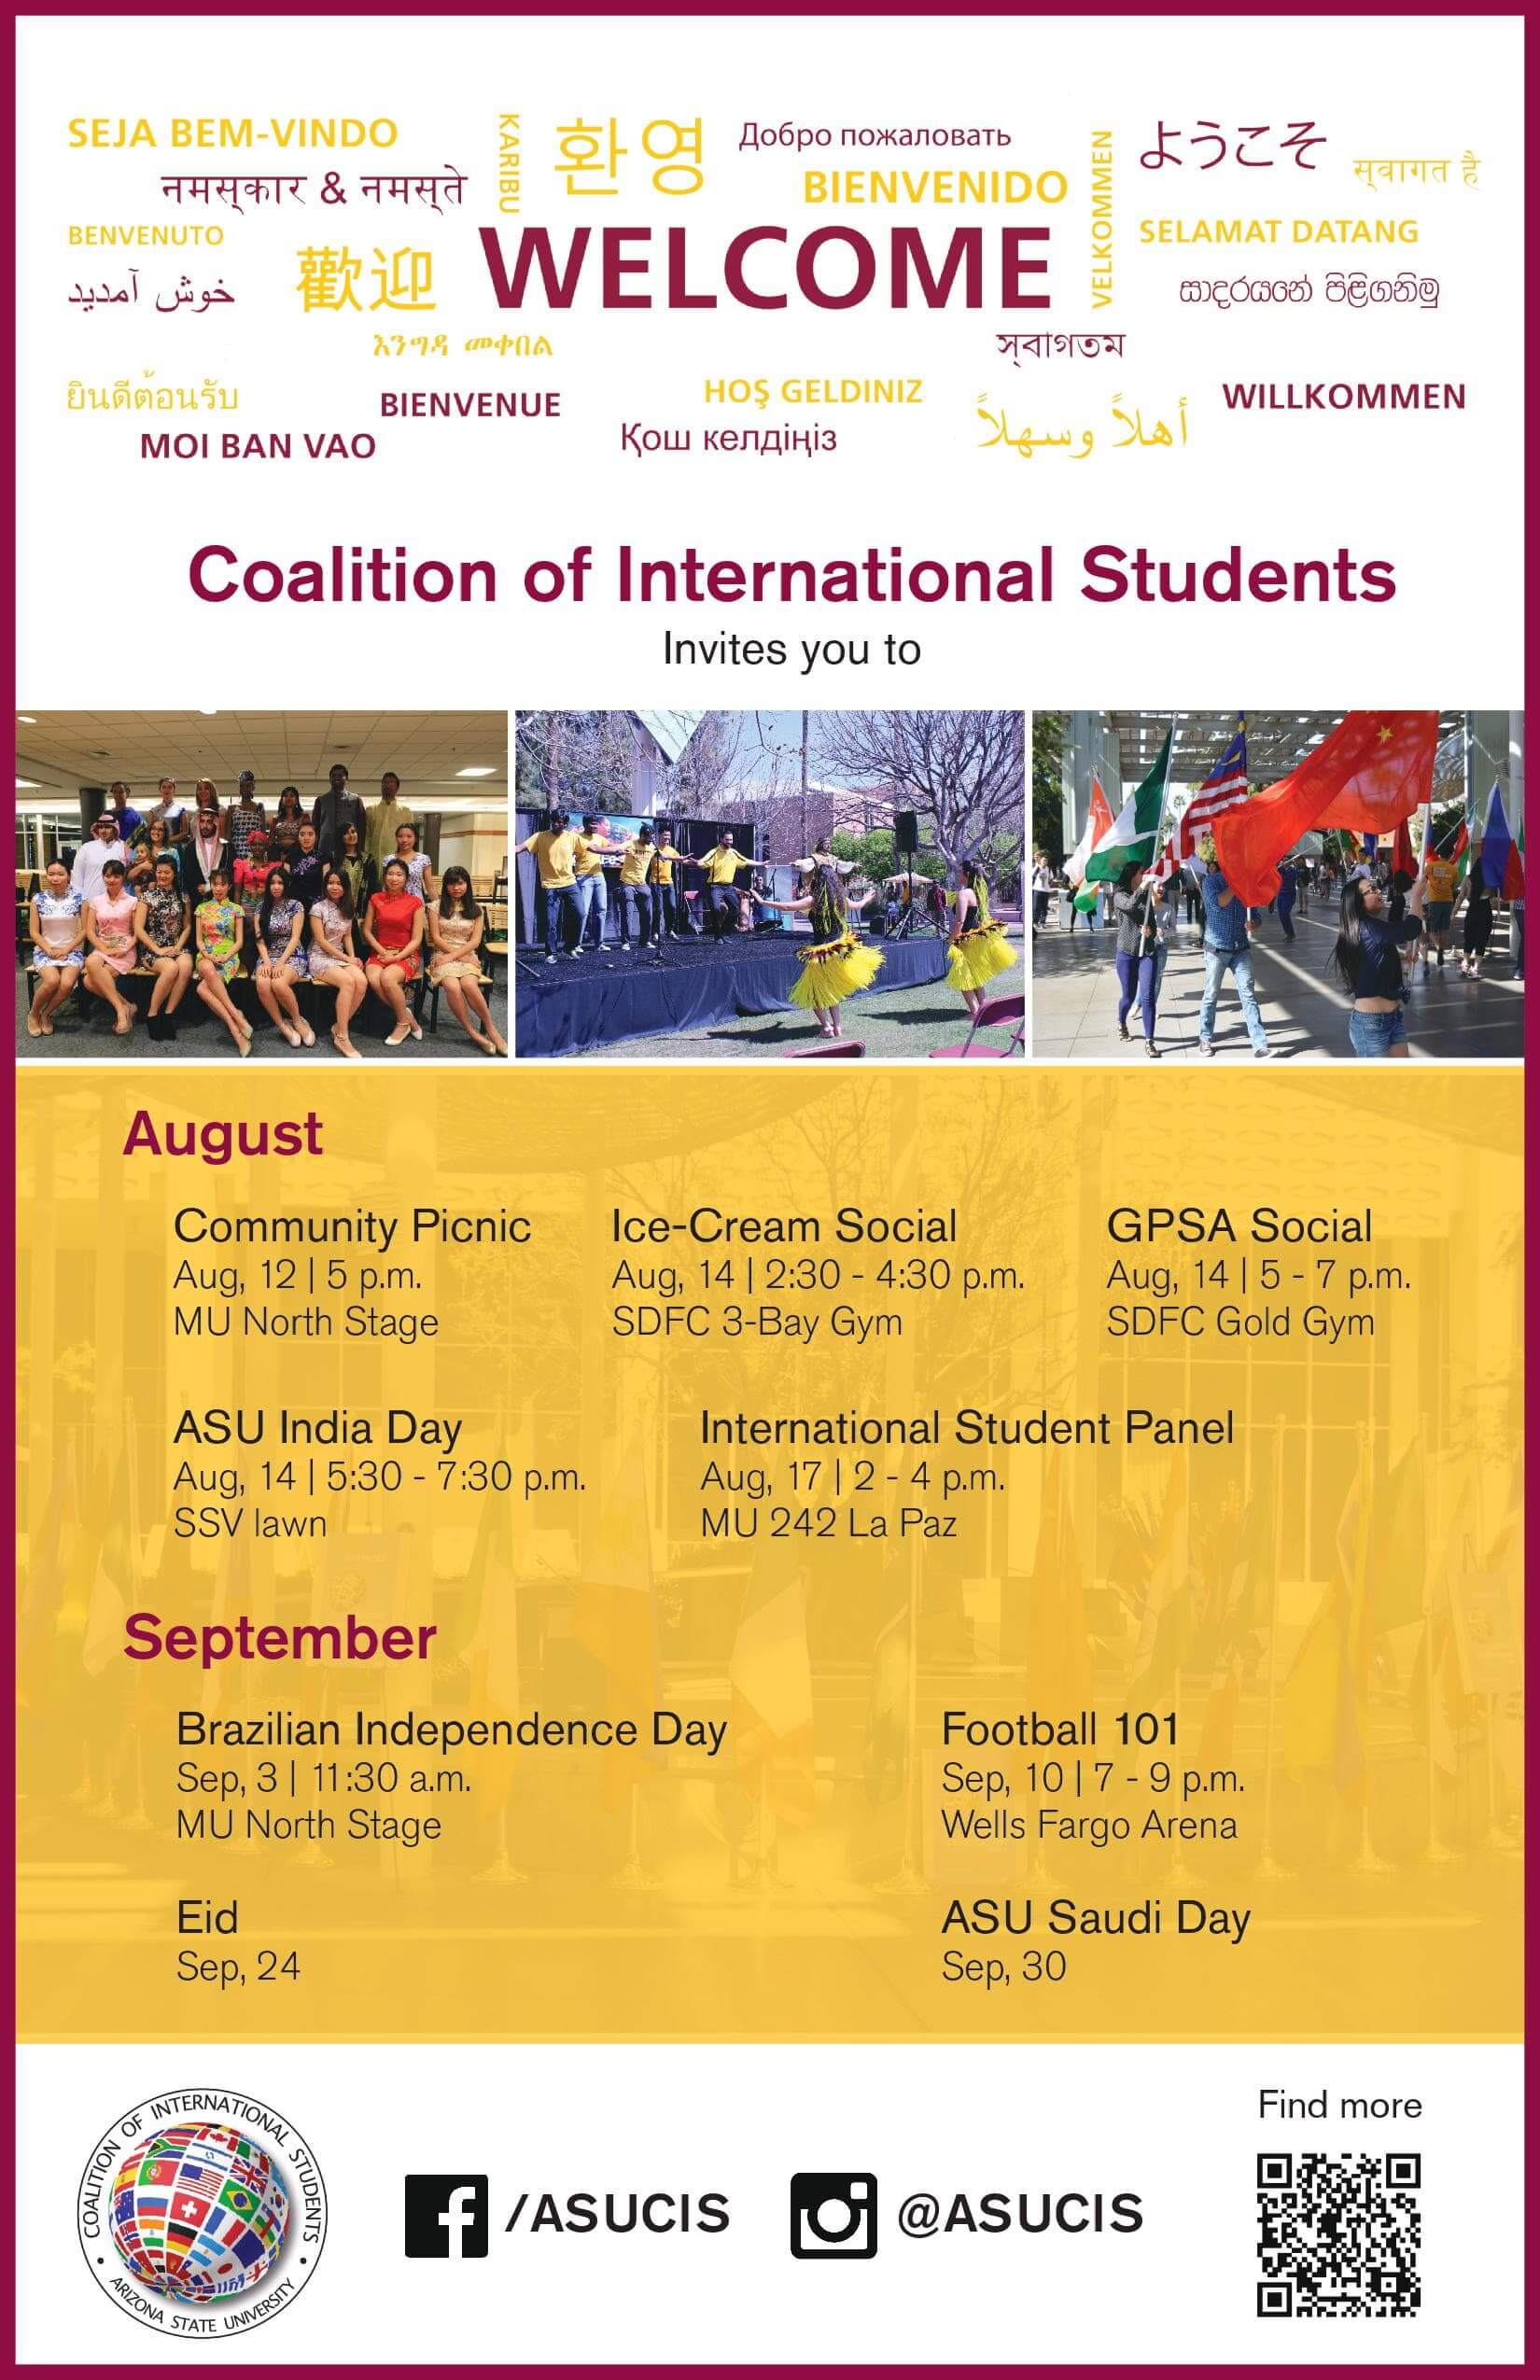 SEJA BEM-VINDO
नमस्कार & नमस्ते
KARIBU
환영
Добро пожаловать
BIENVENIDO
VELKOMMEN
ようこそ
स्वागत है
BENVENUTO
خوش آمدید
歡迎
WELCOME
SELAMAT DATANG
සාදරයෙන් පිළිගනිමු
እንግዳ መቀበል
স্বাগতম
ยินดีต้อนรับ
BIENVENUE
HOŞ GELDINIZ
أهلاً وسهلاً
WILLKOMMEN
MOI BAN VAO
Қош келдіңіз
Coalition of International Students
Invites you to
August
Community Picnic
Aug, 12 | 5 p.m.
MU North Stage
Ice-Cream Social
Aug, 14 | 2:30 - 4:30 p.m.
SDFC 3-Bay Gym
GPSA Social
Aug, 14 | 5 - 7 p.m.
SDFC Gold Gym
ASU India Day
Aug, 14 | 5:30 - 7:30 p.m.
SSV lawn
International Student Panel
Aug, 17 | 2 - 4 p.m.
MU 242 La Paz
September
Brazilian Independence Day
Sep, 3 | 11:30 a.m.
MU North Stage
Football 101
Sep, 10 | 7 - 9 p.m.
Wells Fargo Arena
Eid
Sep, 24
ASU Saudi Day
Sep, 30
COALITION OF INTERNATIONAL STUDENTS
• ARIZONA STATE UNIVERSITY •
/ASUCIS
@ASUCIS
Find more